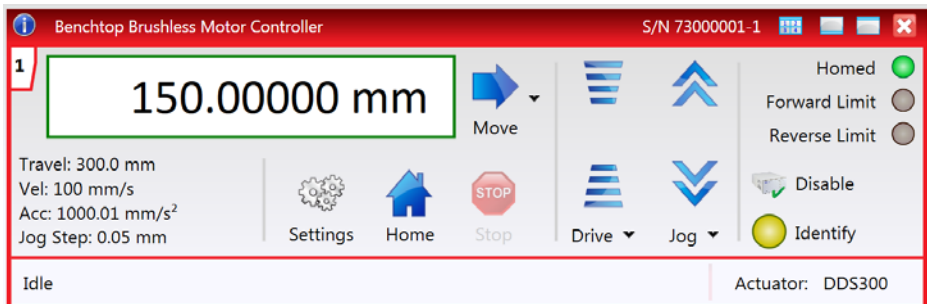 Benchtop Brushless Motor Controller S/N 73000001-1
1
150.00000 mm
Move
Homed
Forward Limit
Reverse Limit
Travel: 300.0 mm
Vel: 100 mm/s
Acc: 1000.01 mm/s²
Jog Step: 0.05 mm
Settings
Home
STOP
Stop
Drive
Jog
Disable
Identify
Idle
Actuator: DDS300